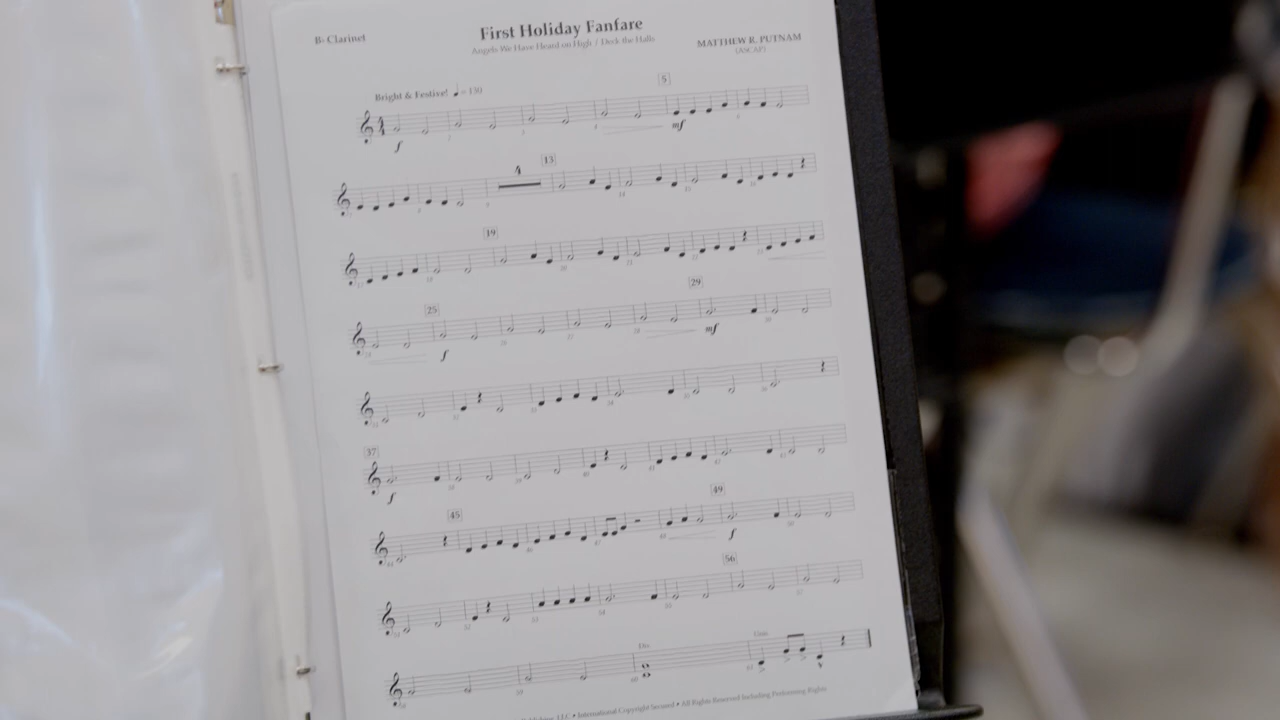 B♭ Clarinet
First Holiday Fanfare
Angels We Have Heard on High / Deck the Halls
MATTHEW R. PUTNAM
(ASCAP)
Bright & Festive! ♩= 130
5
f
mf
4
13
19
25
29
f
mf
37
f
45
49
f
56
Div.
Unis.
LLC • International Copyright Secured • All Rights Reserved Including Performing Rights